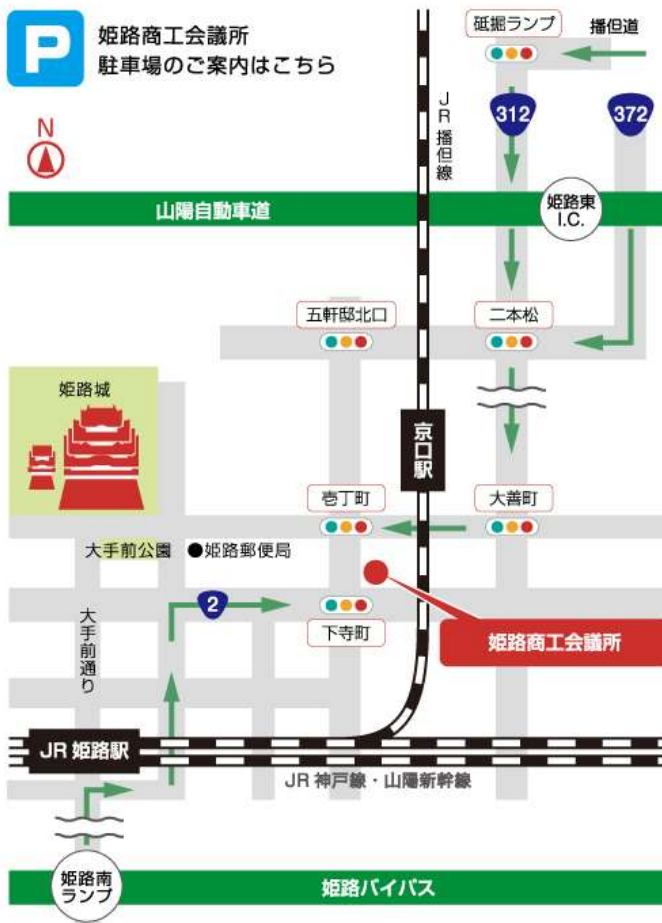 P
姫路商工会議所
駐車場のご案内はこちら
砥掘ランプ
播但道
312
372
N
JR播但線
山陽自動車道
姫路東
I.C.
五軒邸北口
二本松
姫路城
京口駅
壱丁町
大善町
大手前公園
姫路郵便局
2
下寺町
大手前通り
姫路商工会議所
JR 姫路駅
JR 神戸線・山陽新幹線
姫路南
ランプ
姫路バイパス